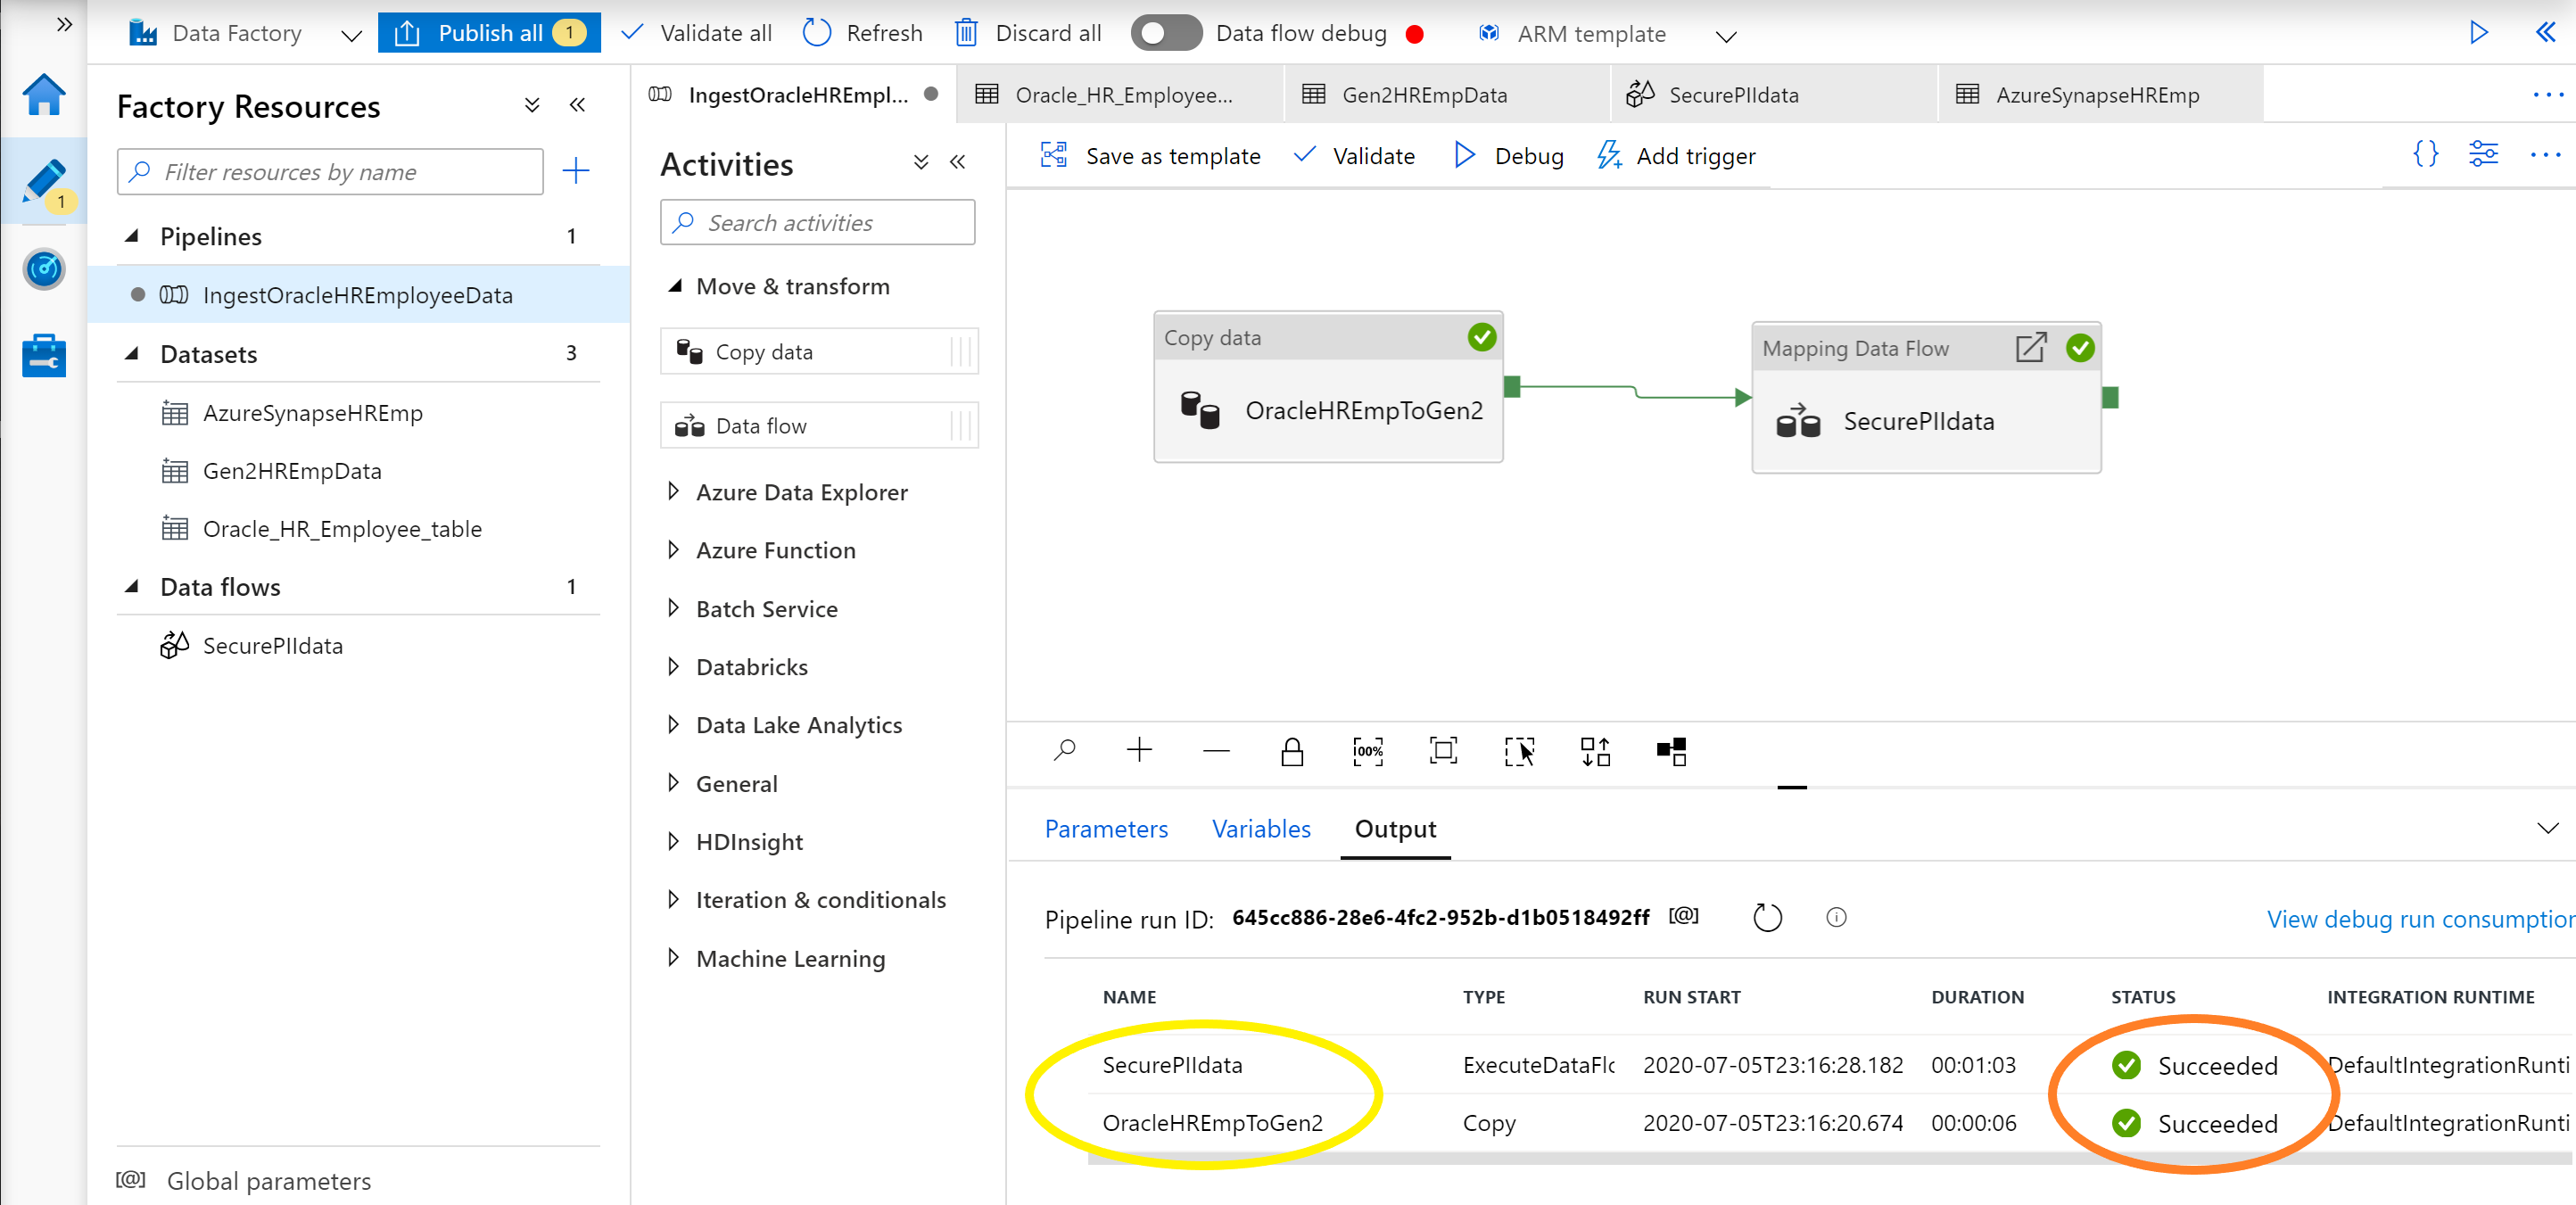 Data Factory
Publish all 1
Validate all
Refresh
Discard all
Data flow debug
ARM template
1
Factory Resources
Filter resources by name
Pipelines 1
IngestOracleHREmployeeData
Datasets 3
AzureSynapseHREmp
Gen2HREmpData
Oracle_HR_Employee_table
Data flows 1
SecurePIIdata
[@] Global parameters
IngestOracleHREmpl...
Oracle_HR_Employee...
Gen2HREmpData
SecurePIIdata
AzureSynapseHREmp
Activities
Search activities
Move & transform
Copy data
Data flow
Azure Data Explorer
Azure Function
Batch Service
Databricks
Data Lake Analytics
General
HDInsight
Iteration & conditionals
Machine Learning
Save as template
Validate
Debug
Add trigger
{}
Copy data
OracleHREmpToGen2
Mapping Data Flow
SecurePIIdata
100%
Parameters Variables Output
Pipeline run ID: 645cc886-28e6-4fc2-952b-d1b0518492ff [@]
View debug run consumption
NAME TYPE RUN START DURATION STATUS INTEGRATION RUNTIME
SecurePIIdata ExecuteDataFlo 2020-07-05T23:16:28.182 00:01:03 Succeeded DefaultIntegrationRunti
OracleHREmpToGen2 Copy 2020-07-05T23:16:20.674 00:00:06 Succeeded DefaultIntegrationRunti